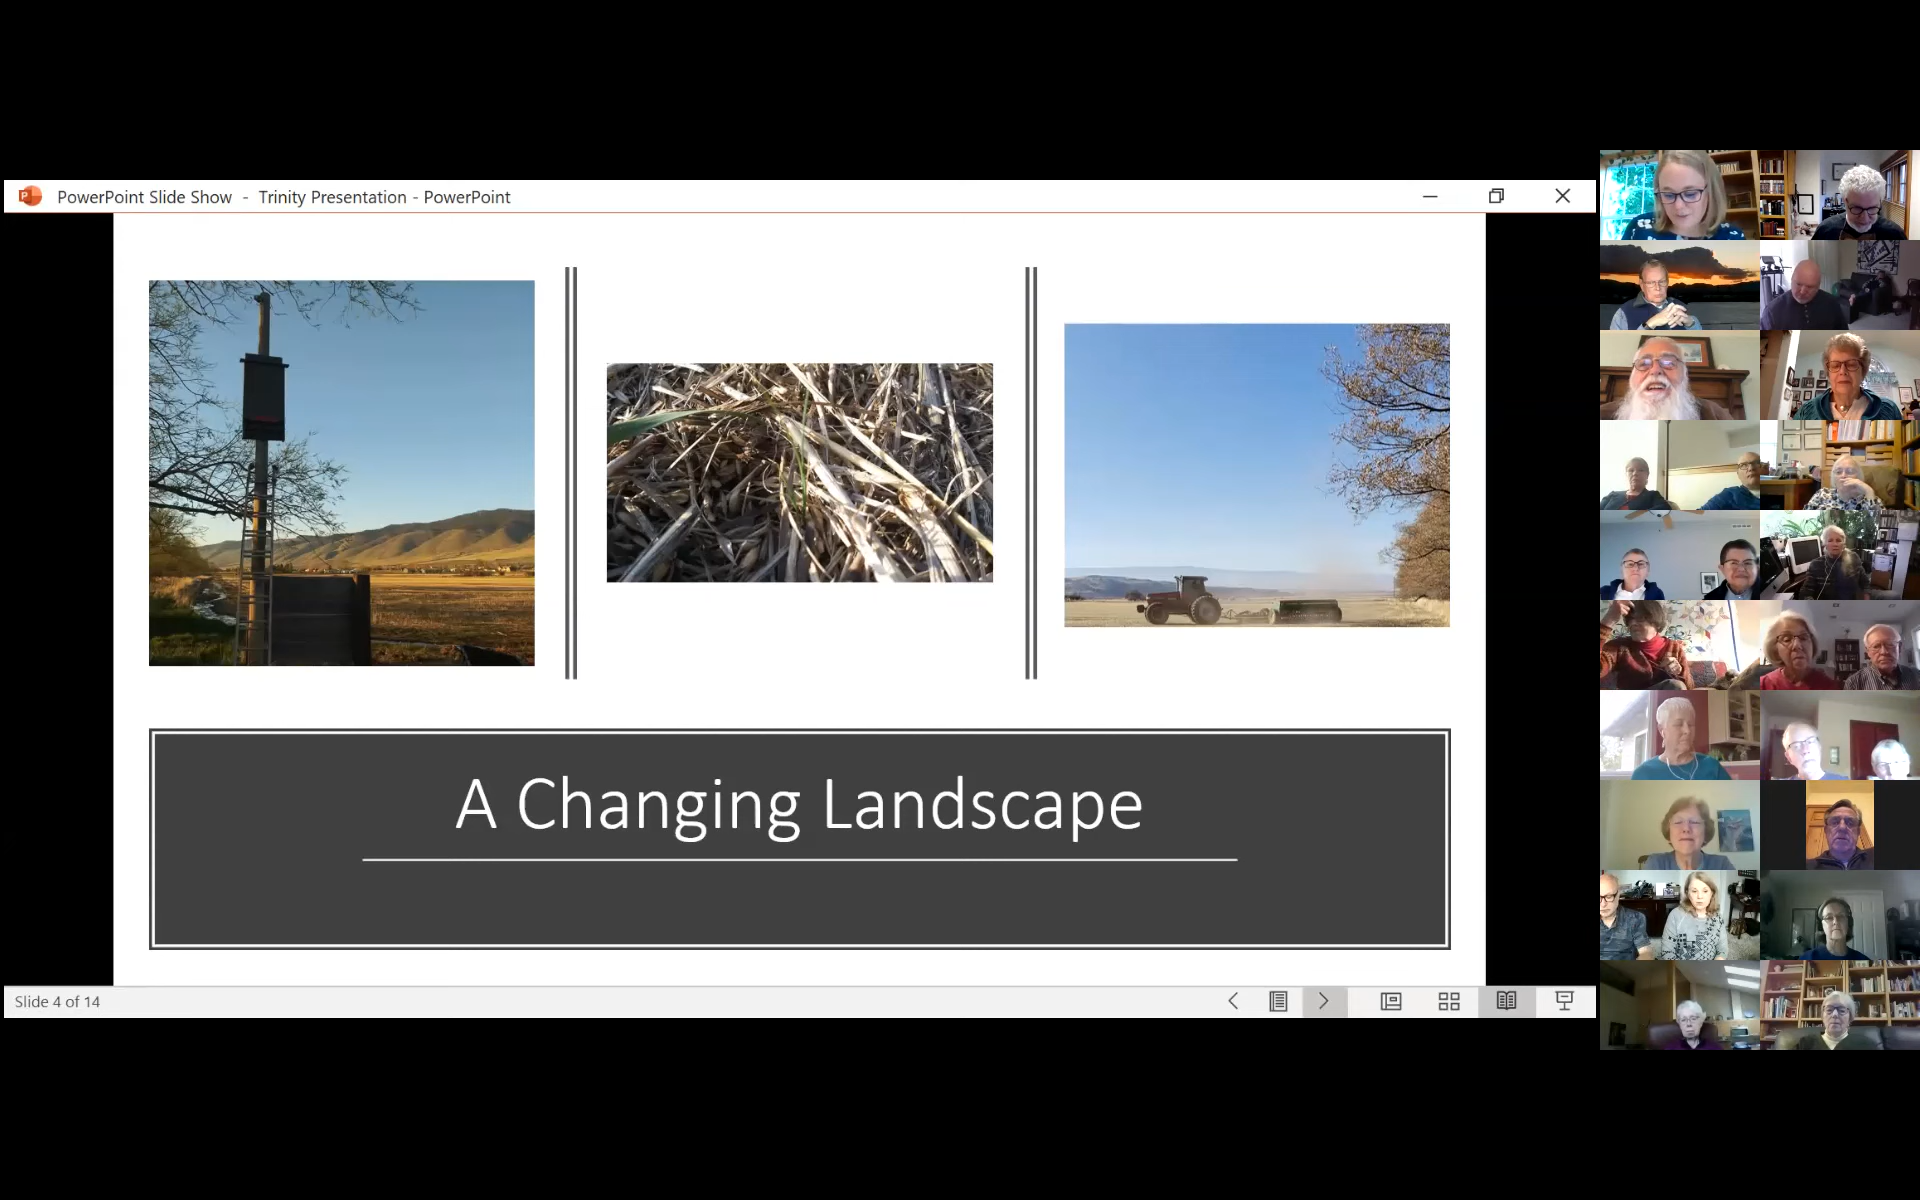 PowerPoint Slide Show - Trinity Presentation - PowerPoint
A Changing Landscape
Slide 4 of 14